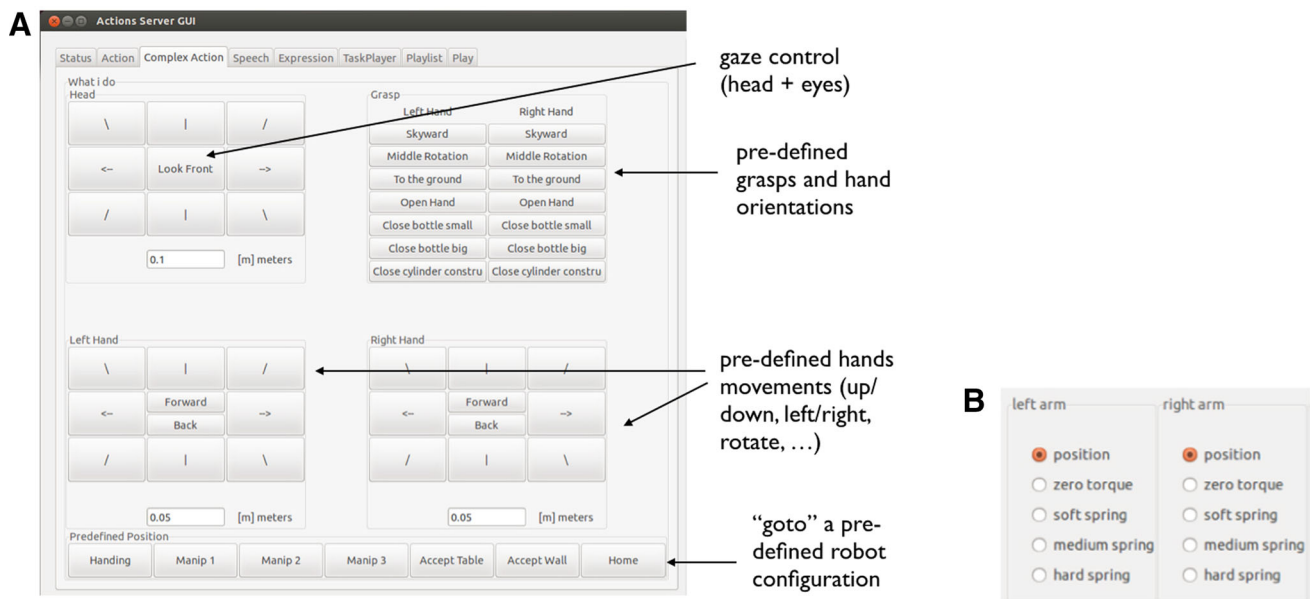 A
Actions Server GUI
Status Action Complex Action Speech Expression TaskPlayer Playlist Play
What i do
Head
\ | /
<-- Look Front -->
/ | \
0.1 [m] meters
Grasp
Left Hand Right Hand
Skyward Skyward
Middle Rotation Middle Rotation
To the ground To the ground
Open Hand Open Hand
Close bottle small Close bottle small
Close bottle big Close bottle big
Close cylinder constru Close cylinder constru
Left Hand
\ | /
<-- Forward -->
Back
/ | \
0.05 [m] meters
Right Hand
\ | /
<-- Forward -->
Back
/ | \
0.05 [m] meters
Predefined Position
Handing Manip 1 Manip 2 Manip 3 Accept Table Accept Wall Home
gaze control
(head + eyes)
pre-defined
grasps and hand
orientations
pre-defined hands
movements (up/
down, left/right,
rotate, ...)
“goto” a pre-
defined robot
configuration
B
left arm right arm
position position
zero torque zero torque
soft spring soft spring
medium spring medium spring
hard spring hard spring